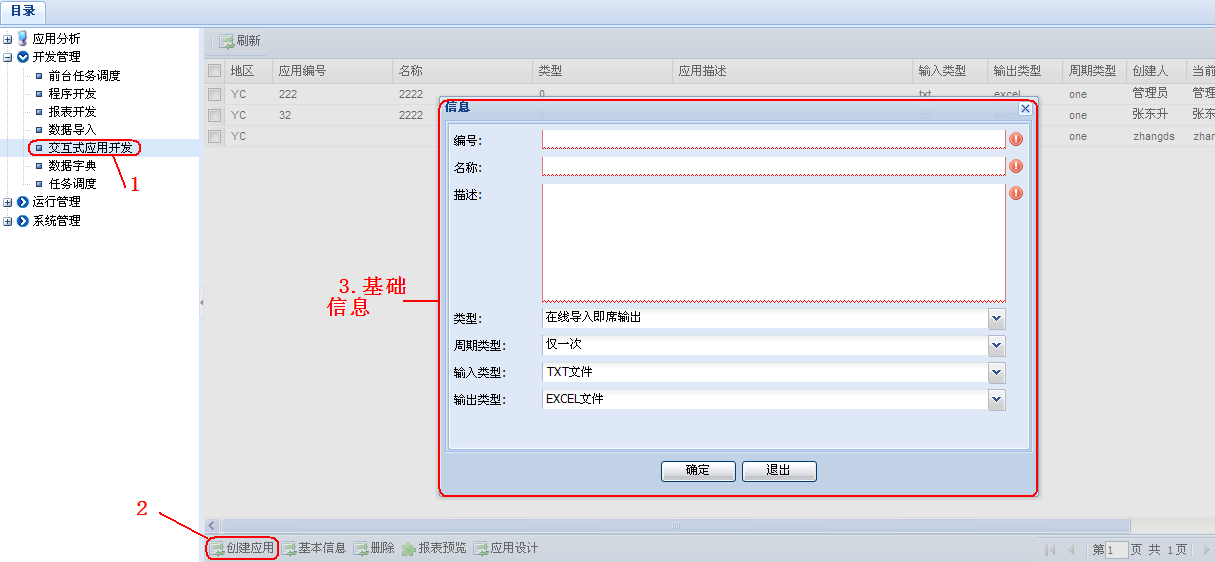 目录
应用分析
开发管理
前台任务调度
程序开发
报表开发
数据导入
交互式应用开发
数据字典
任务调度
运行管理
系统管理
1
刷新
地区 应用编号 名称 类型 应用描述 输入类型 输出类型 周期类型 创建人 当前
YC 222 2222 0 txt excel one 管理员 管理
YC 32 2222 one 张东升 张东
YC one zhangds zhan
信息
编号:
名称:
描述:
3.基础
信息
类型: 在线导入即席输出
周期类型: 仅一次
输入类型: TXT文件
输出类型: EXCEL文件
确定 退出
2
创建应用 基本信息 删除 报表预览 应用设计
第 1 页 共 1 页